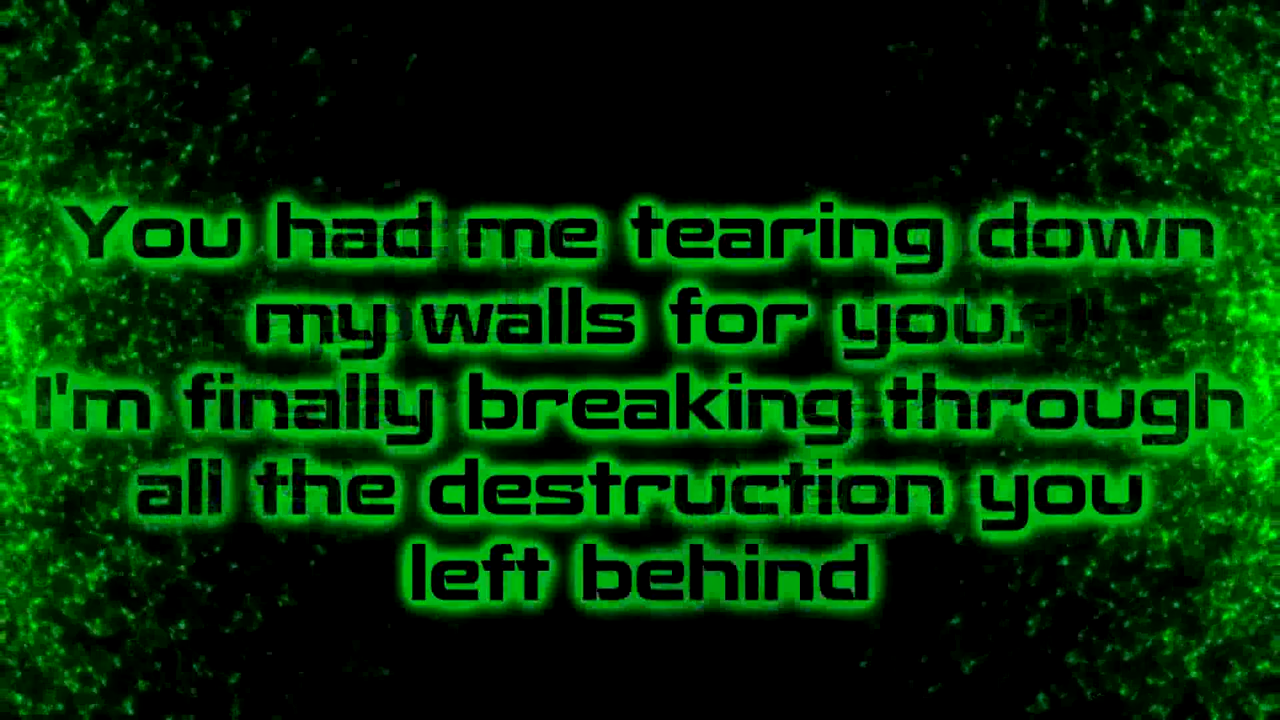 You had me tearing down
my walls for you.
I'm finally breaking through
all the destruction you
left behind